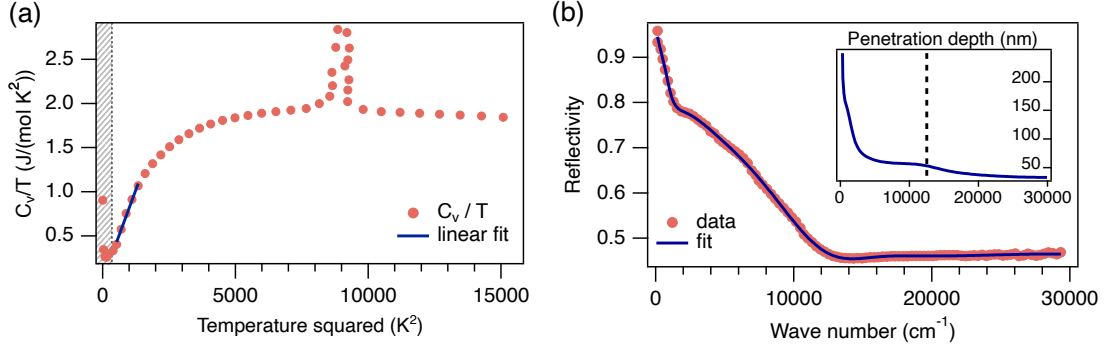 (a)
2.5
2.0
1.5
1.0
0.5
C_v/T (J/(mol K²))
C_v / T
linear fit
0
5000
10000
15000
Temperature squared (K²)
(b)
0.9
0.8
0.7
0.6
0.5
Reflectivity
Penetration depth (nm)
200
150
100
50
0
10000
20000
30000
data
fit
0
10000
20000
30000
Wave number (cm⁻¹)